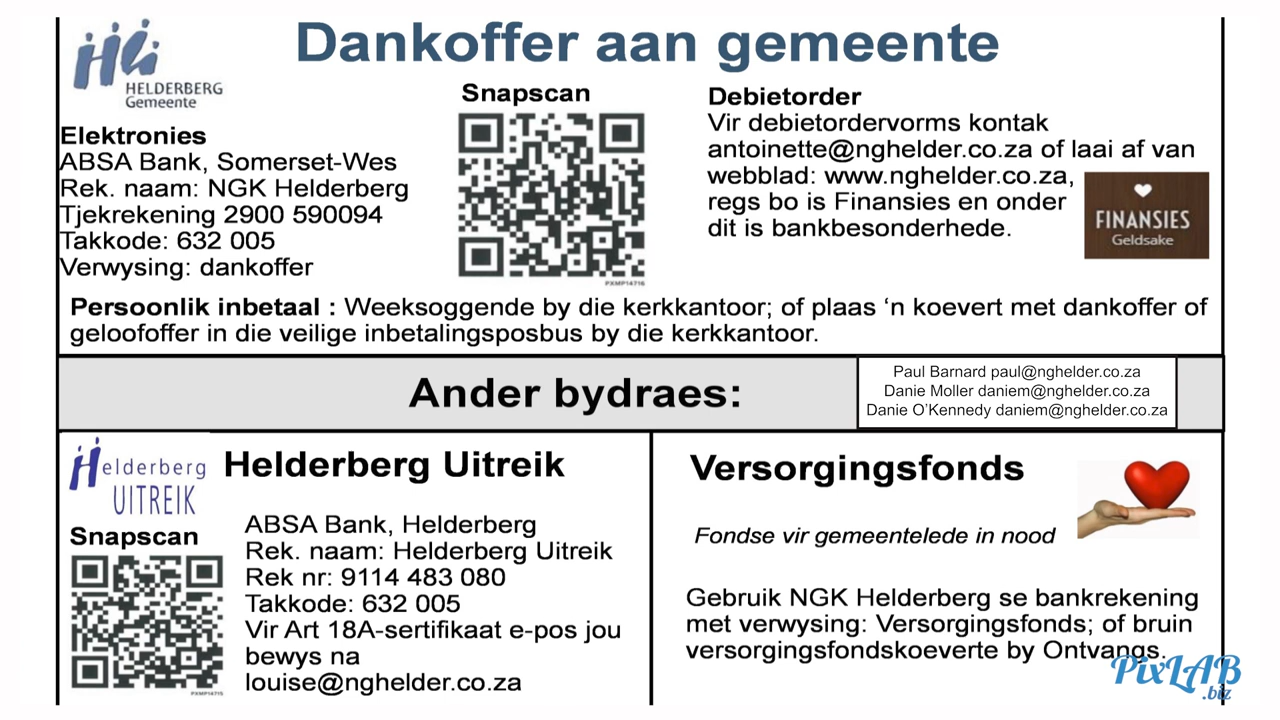 HELDERBERG
Gemeente
Dankoffer aan gemeente
Elektronies
ABSA Bank, Somerset-Wes
Rek. naam: NGK Helderberg
Tjekrekening 2900 590094
Takkode: 632 005
Verwysing: dankoffer
Snapscan
PXMP14716
Debietorder
Vir debietordervorms kontak
antoinette@nghelder.co.za of laai af van
webblad: www.nghelder.co.za,
regs bo is Finansies en onder
dit is bankbesonderhede.
FINANSIES
Geldsake
Persoonlik inbetaal : Weeksoggende by die kerkkantoor; of plaas ‘n koevert met dankoffer of
geloofoffer in die veilige inbetalingsposbus by die kerkkantoor.
Ander bydraes:
Paul Barnard paul@nghelder.co.za
Danie Moller daniem@nghelder.co.za
Danie O’Kennedy daniem@nghelder.co.za
Helderberg
UITREIK
Helderberg Uitreik
Snapscan
PXMP14715
ABSA Bank, Helderberg
Rek. naam: Helderberg Uitreik
Rek nr: 9114 483 080
Takkode: 632 005
Vir Art 18A-sertifikaat e-pos jou
bewys na
louise@nghelder.co.za
Versorgingsfonds
Fondse vir gemeentelede in nood
Gebruik NGK Helderberg se bankrekening
met verwysing: Versorgingsfonds; of bruin
versorgingsfondskoeverte by Ontvangs.
PixLAB
.biz